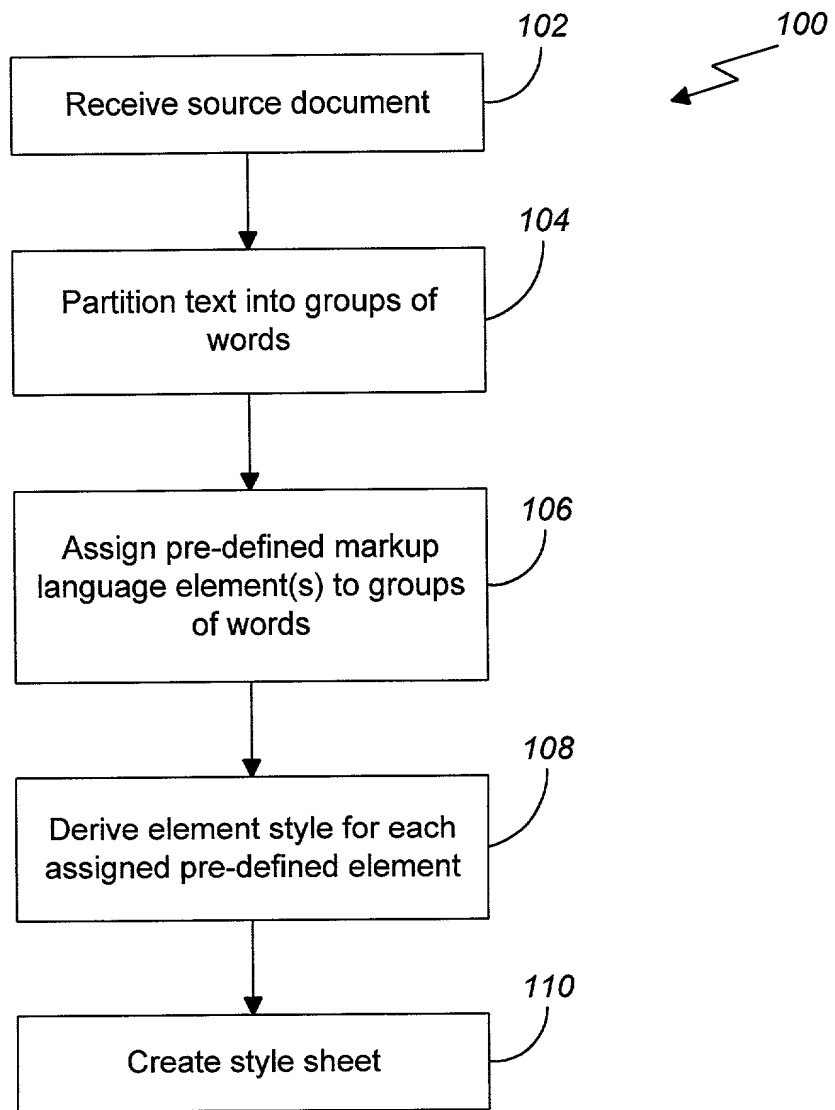 102
100
Receive source document
104
Partition text into groups of
words
106
Assign pre-defined markup
language element(s) to groups
of words
108
Derive element style for each
assigned pre-defined element
110
Create style sheet